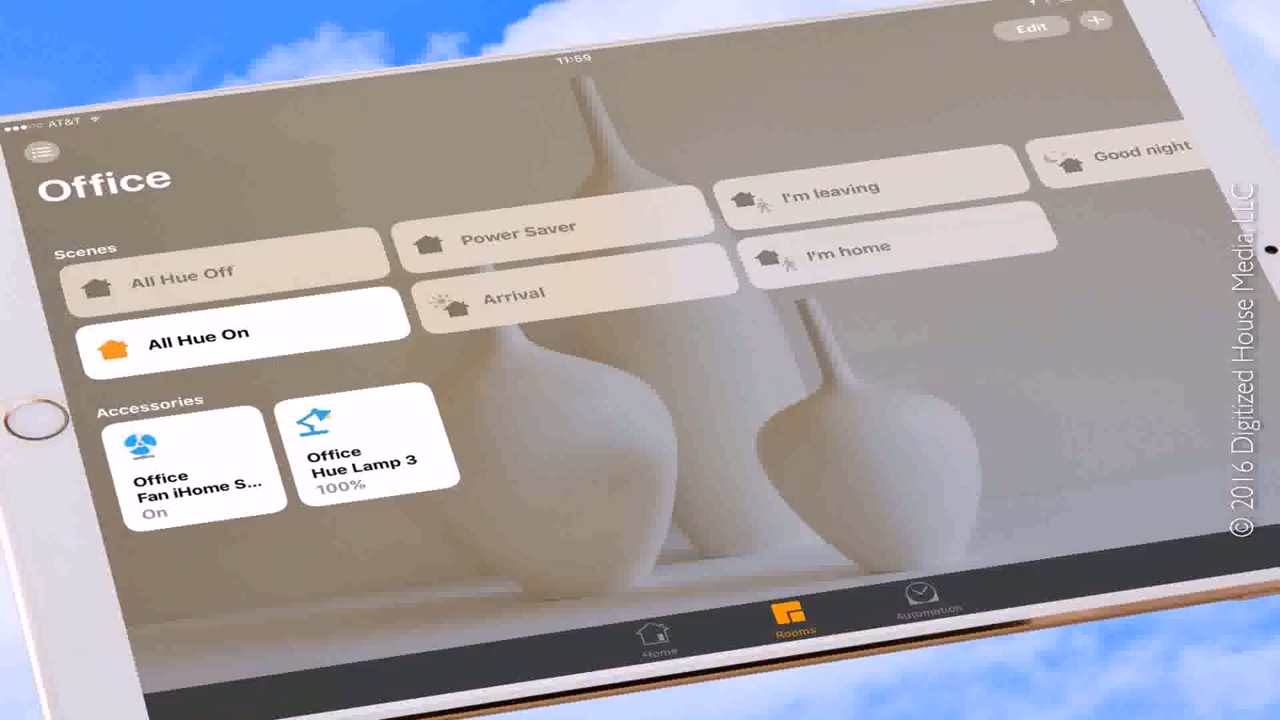 11:59
Edit
AT&T
Office
Scenes
All Hue Off
Power Saver
I'm leaving
Good night
All Hue On
Arrival
I'm home
Accessories
Office
Fan iHome S...
On
Office
Hue Lamp 3
100%
Home
Rooms
Automation
© 2016 Digitized House Media, LLC